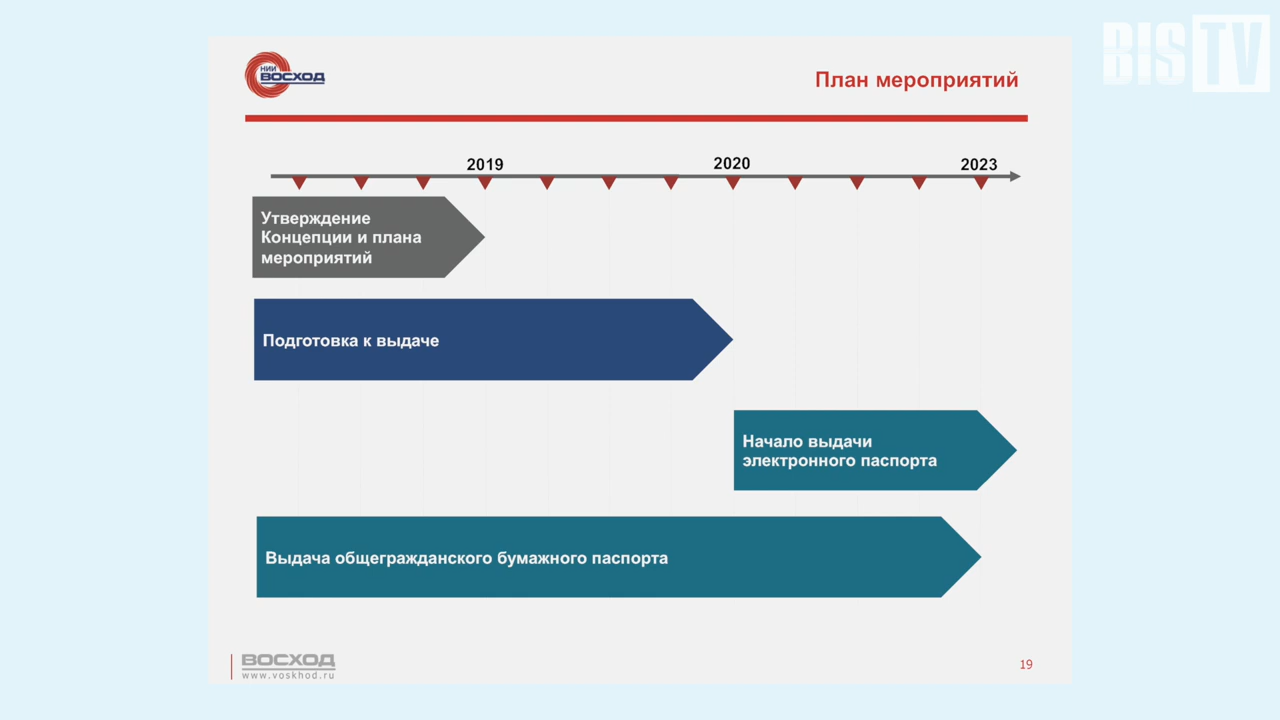 BIS TV
НИИ
ВОСХОД
План мероприятий
2019
2020
2023
Утверждение
Концепции и плана
мероприятий
Подготовка к выдаче
Начало выдачи
электронного паспорта
Выдача общегражданского бумажного паспорта
ВОСХОД
www.voskhod.ru
19